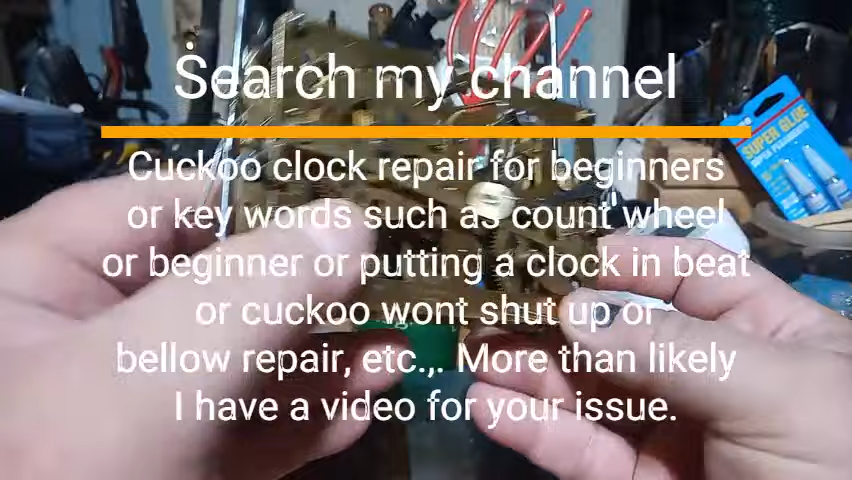 Search my channel
Cuckoo clock repair for beginners
or key words such as count wheel
or beginner or putting a clock in beat
or cuckoo wont shut up or
bellow repair, etc.,. More than likely
I have a video for your issue.
SUPER GLUE